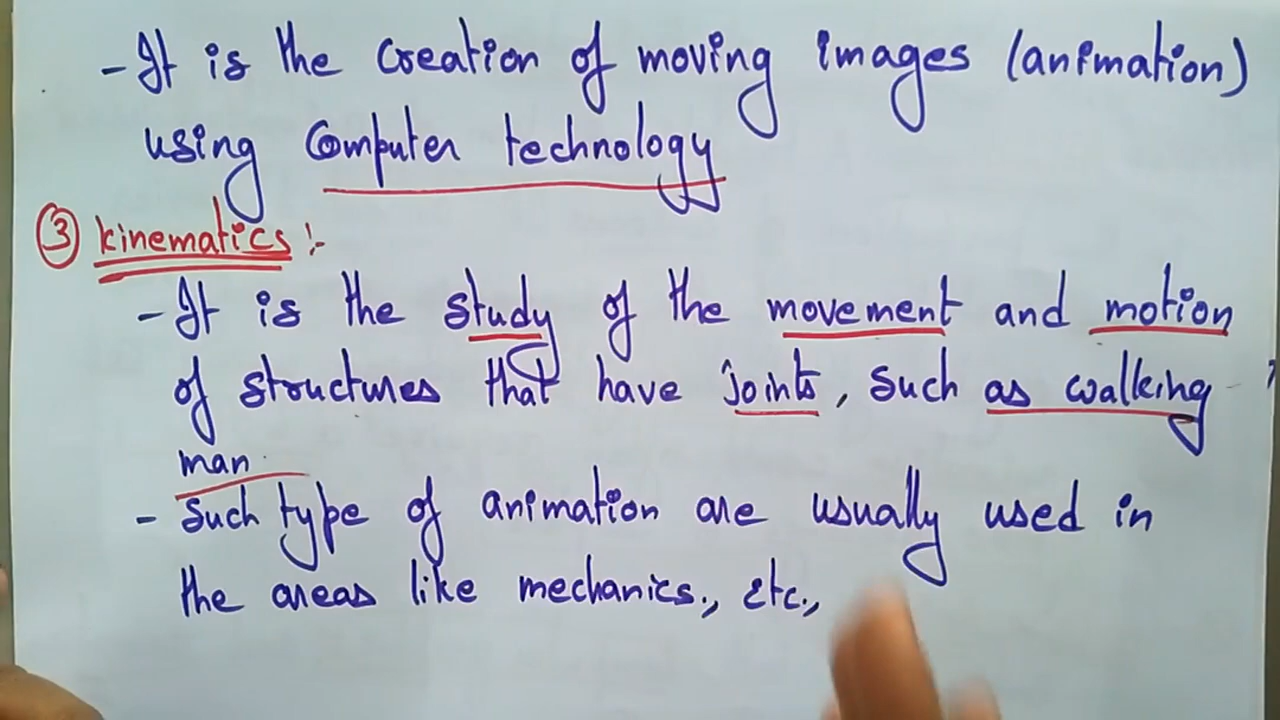 - It is the creation of moving images (animation)
using Computer technology
③ kinematics :-
- It is the study of the movement and motion
of structures that have joints, such as walking
man.
- such type of animation are usually used in
the areas like mechanics., etc.,